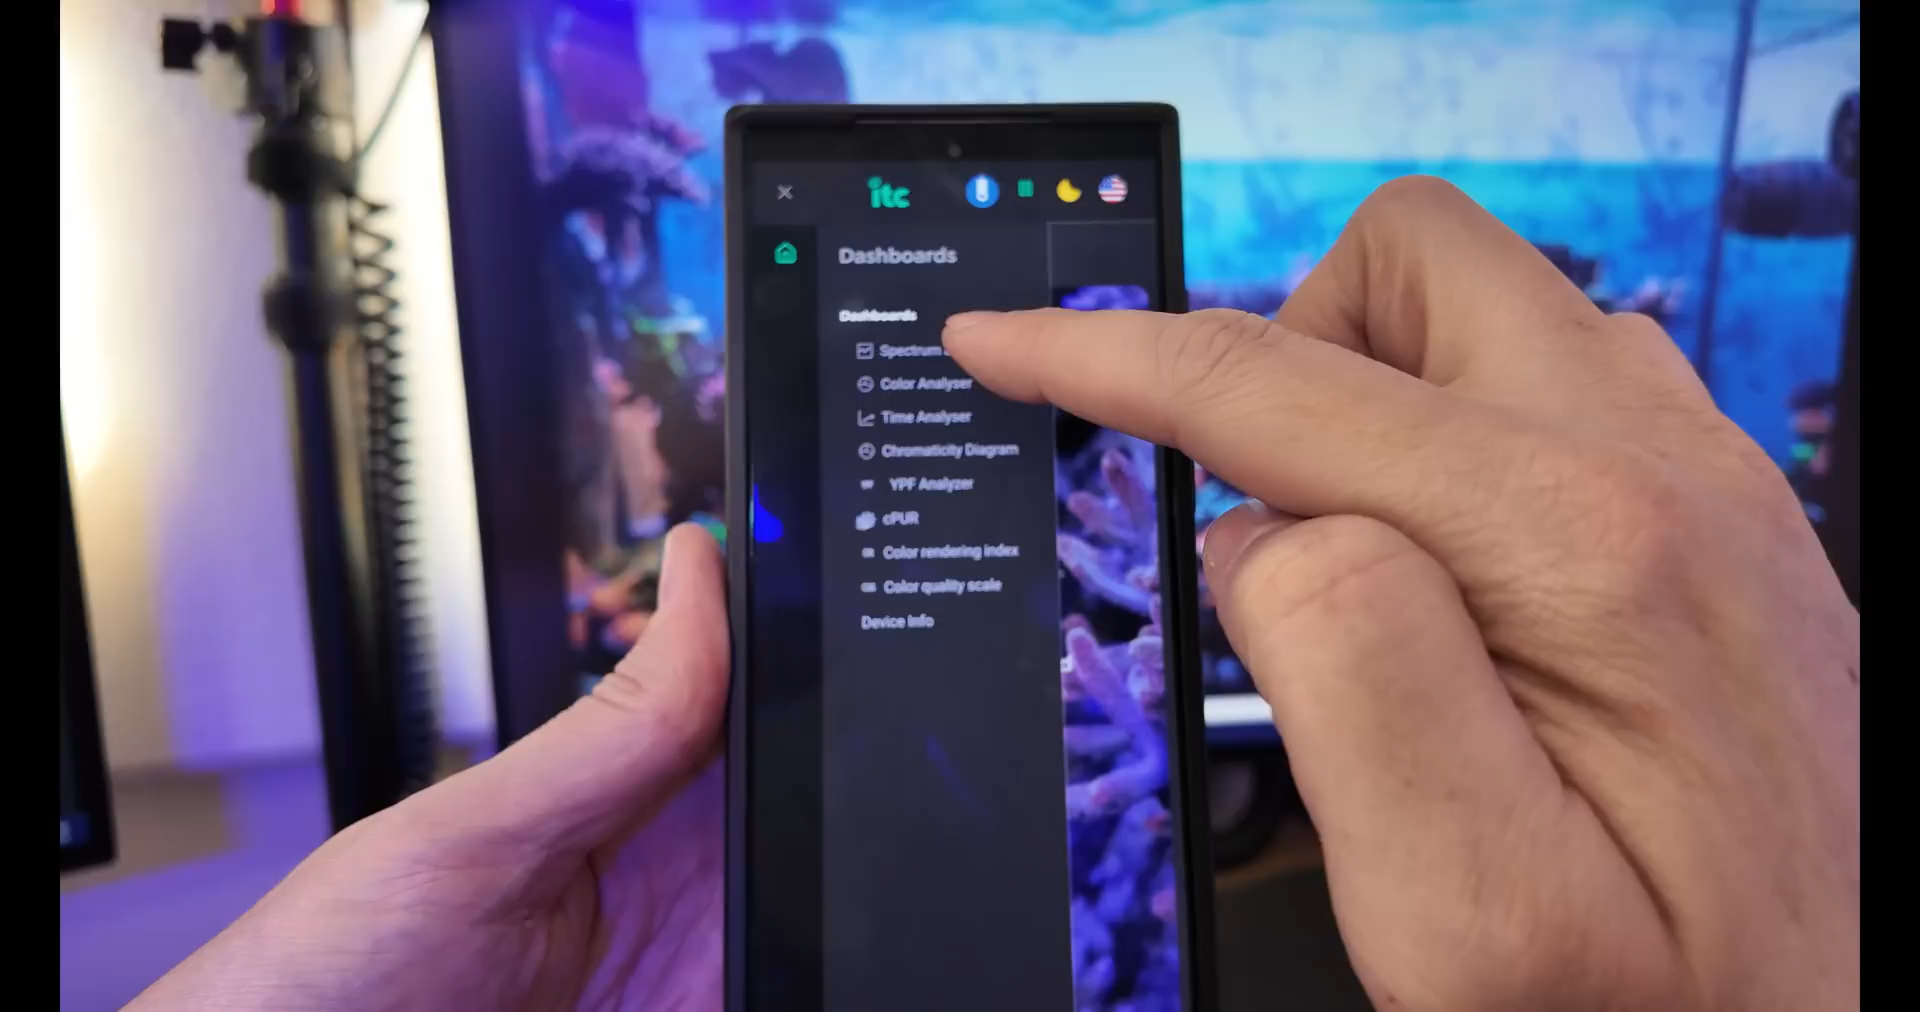 itc
Dashboards
Dashboards
Spectrum
Color Analyser
Time Analyser
Chromaticity Diagram
YPF Analyzer
cPUR
Color rendering index
Color quality scale
Device Info